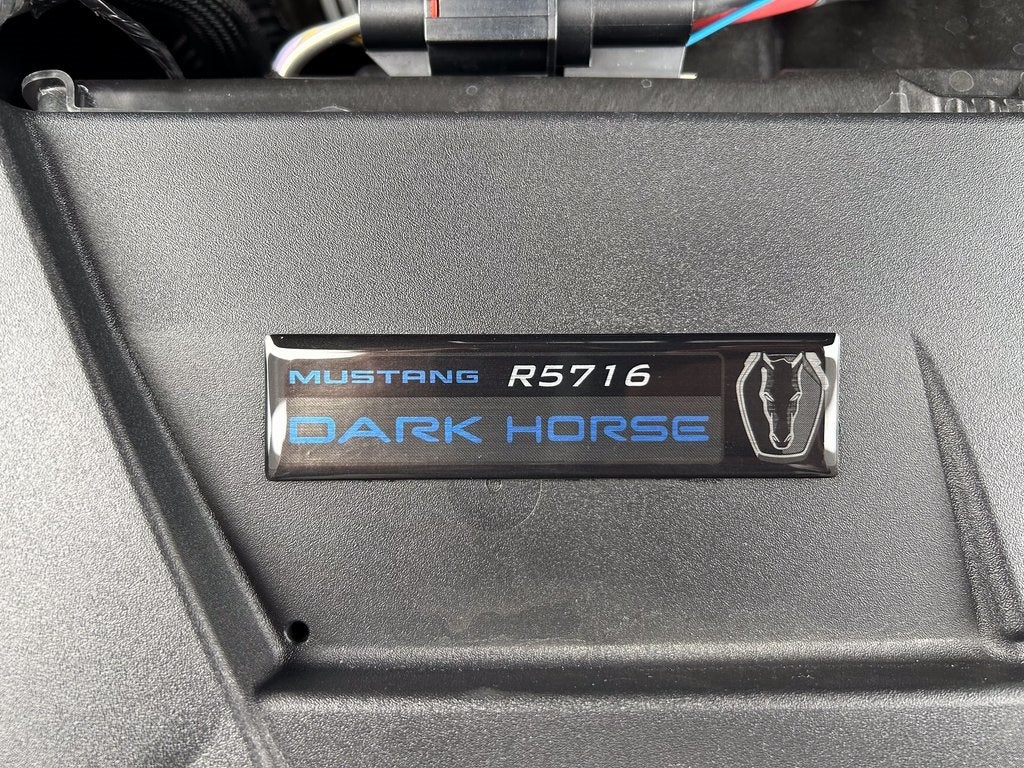 MUSTANG R5716
DARK HORSE